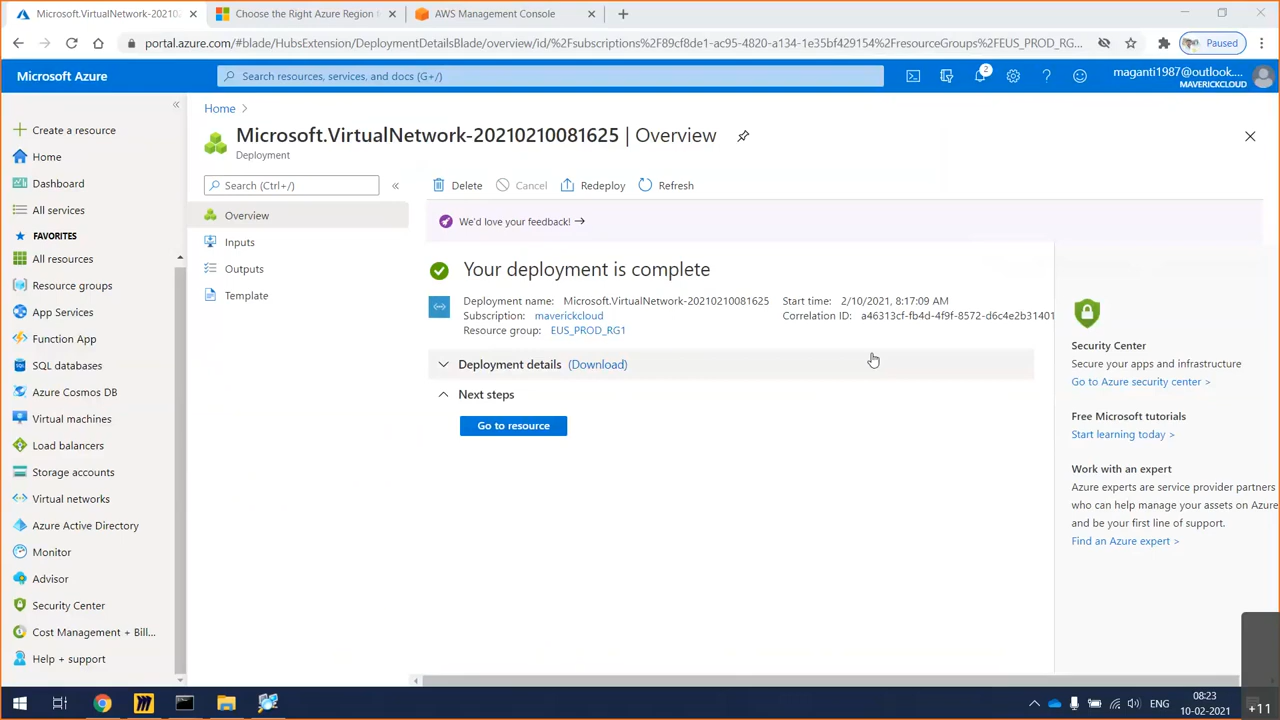 Microsoft.VirtualNetwork-202102
Choose the Right Azure Region
AWS Management Console
portal.azure.com/#blade/HubsExtension/DeploymentDetailsBlade/overview/id/%2Fsubscriptions%2F89cf8de1-ac95-4820-a134-1e35bf429154%2FresourceGroups%2FEUS_PROD_RG...
Paused
Microsoft Azure
Search resources, services, and docs (G+/)
2
maganti1987@outlook....
MAVERICKCLOUD
Create a resource
Home
Dashboard
All services
FAVORITES
All resources
Resource groups
App Services
Function App
SQL databases
Azure Cosmos DB
Virtual machines
Load balancers
Storage accounts
Virtual networks
Azure Active Directory
Monitor
Advisor
Security Center
Cost Management + Bill...
Help + support
Home >
Microsoft.VirtualNetwork-20210210081625 | Overview
Deployment
Search (Ctrl+/)
Overview
Inputs
Outputs
Template
Delete
Cancel
Redeploy
Refresh
We'd love your feedback! →
Your deployment is complete
Deployment name: Microsoft.VirtualNetwork-20210210081625
Subscription: maverickcloud
Resource group: EUS_PROD_RG1
Start time: 2/10/2021, 8:17:09 AM
Correlation ID: a46313cf-fb4d-4f9f-8572-d6c4e2b31401
Deployment details (Download)
Next steps
Go to resource
Security Center
Secure your apps and infrastructure
Go to Azure security center >
Free Microsoft tutorials
Start learning today >
Work with an expert
Azure experts are service provider partners
who can help manage your assets on Azure
and be your first line of support.
Find an Azure expert >
ENG
08:23
10-02-2021
+11